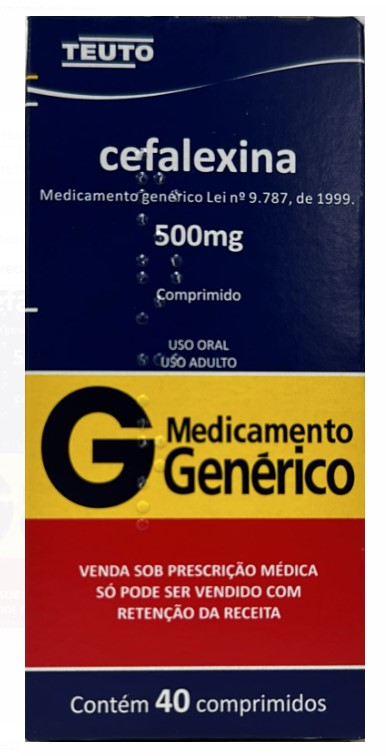 TEUTO
cefalexina
Medicamento genérico Lei nº 9.787, de 1999.
500mg
Comprimido
USO ORAL
USO ADULTO
G Medicamento
Genérico
VENDA SOB PRESCRIÇÃO MÉDICA
SÓ PODE SER VENDIDO COM
RETENÇÃO DA RECEITA
Contém 40 comprimidos